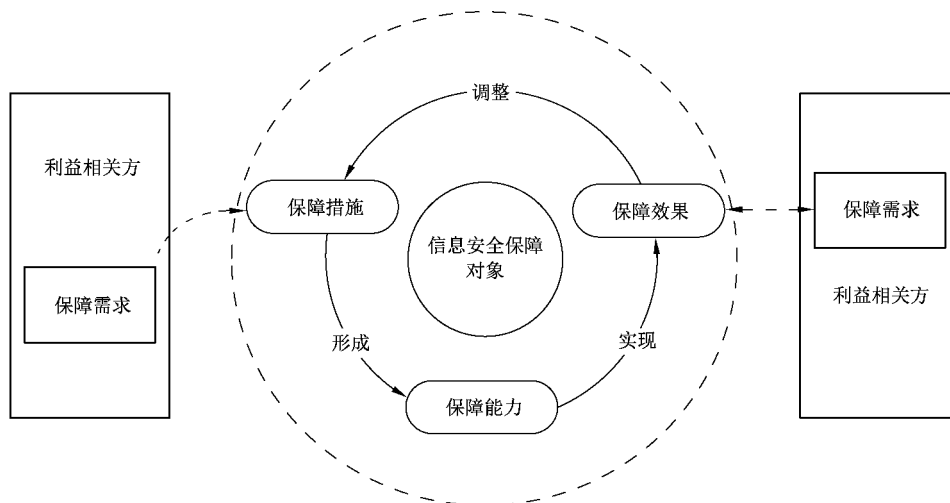 调整
利益相关方
保障措施
保障效果
保障需求
信息安全保障
对象
保障需求
利益相关方
形成
实现
保障能力